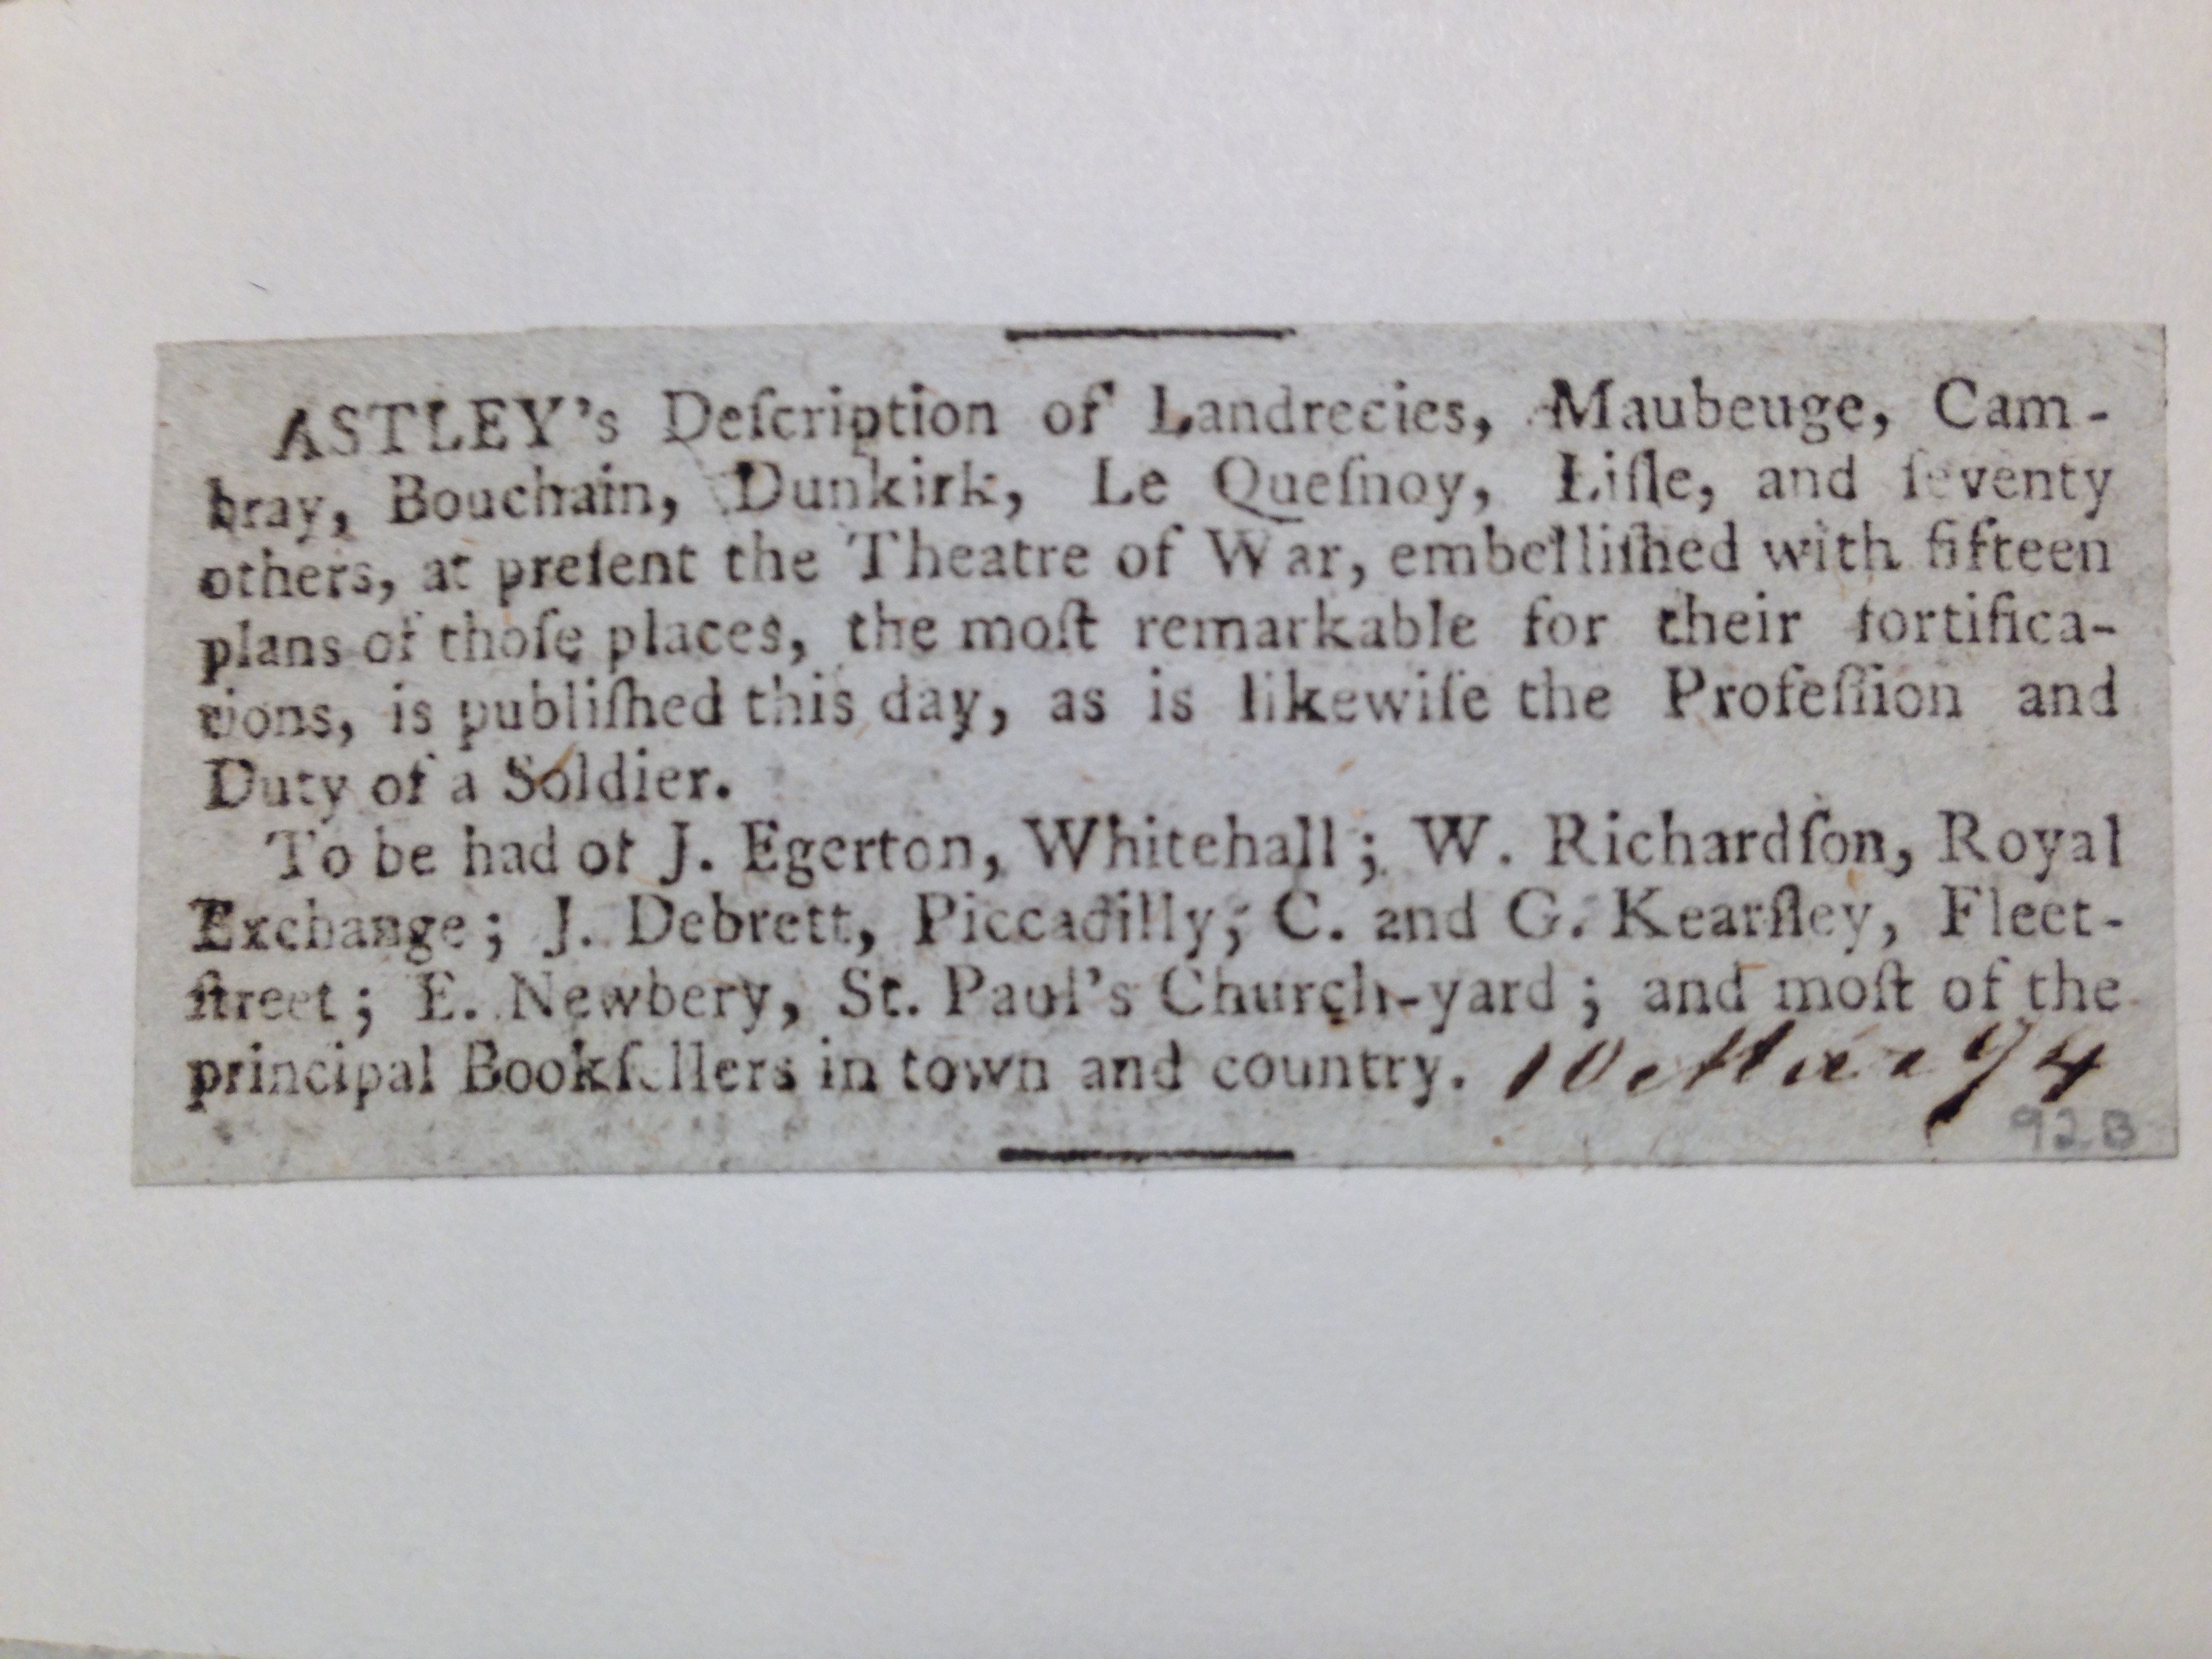 ASTLEY's Deſcription of Landrecies, Maubeuge, Cam-
bray, Bouchain, Dunkirk, Le Queſnoy, Liſle, and ſeventy
others, at preſent the Theatre of War, embelliſhed with fifteen
plans of thoſe places, the moſt remarkable for their fortifica-
tions, is publiſhed this day, as is likewiſe the Profeſſion and
Duty of a Soldier.
To be had of J. Egerton, Whitehall; W. Richardſon, Royal
Exchange; J. Debrett, Piccadilly; C. and G. Kearſley, Fleet-
ſtreet; E. Newbery, St. Paul's Church-yard; and moſt of the
principal Bookſellers in town and country. 10 94
92B